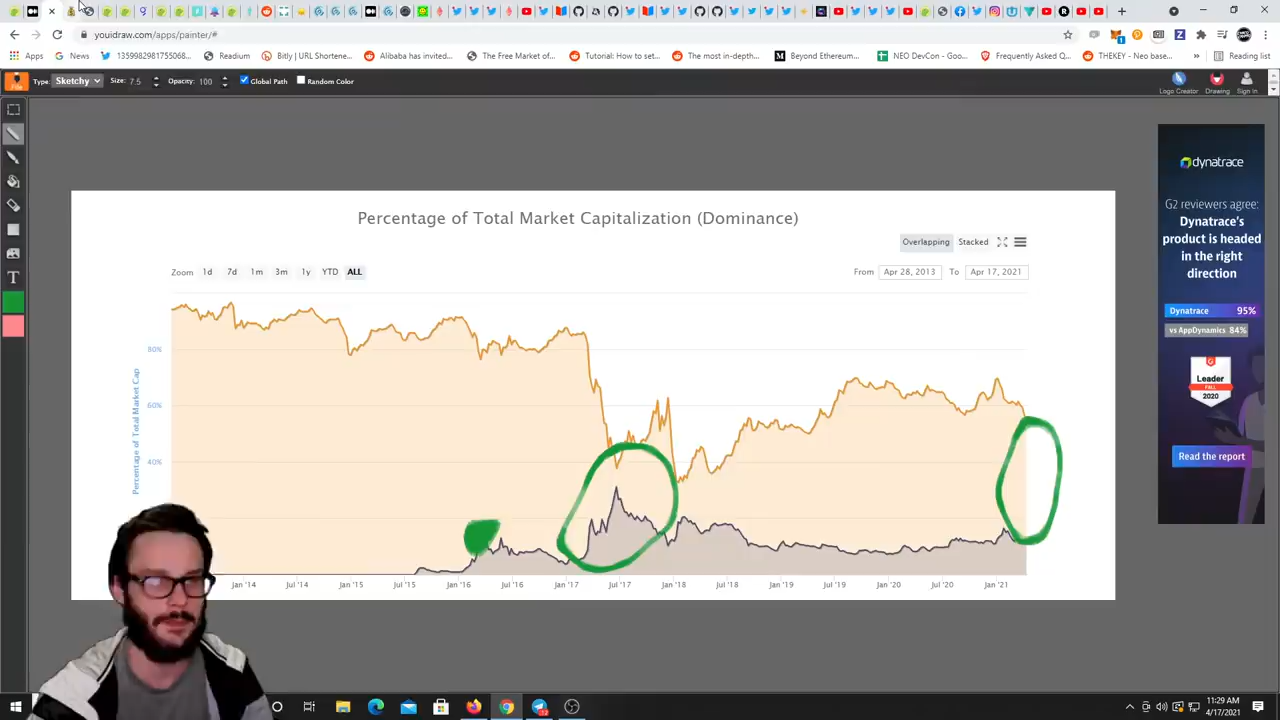 youidraw.com/apps/painter/#
Apps
News
1359982981755068...
Readium
Bitly | URL Shortene...
Alibaba has invited...
The Free Market of...
Tutorial: How to set...
The most in-depth...
Beyond Ethereum...
NEO DevCon - Goo...
Frequently Asked Q...
THEKEY - Neo base...
»
Reading list
File
Type Sketchy Size: 7.5 Opacity: 100 Global Path Random Color
Logo Creator Drawing Sign in
Percentage of Total Market Capitalization (Dominance)
Overlapping Stacked
Zoom 1d 7d 1m 3m 1y YTD ALL
From Apr 28, 2013 To Apr 17, 2021
80%
60%
40%
Percentage of Total Market Cap
Jan '14 Jul '14 Jan '15 Jul '15 Jan '16 Jul '16 Jan '17 Jul '17 Jan '18 Jul '18 Jan '19 Jul '19 Jan '20 Jul '20 Jan '21
dynatrace
G2 reviewers agree:
Dynatrace's
product is headed
in the right
direction
Dynatrace 95%
vs AppDynamics 84%
Leader
FALL
2020
Read the report
11:29 AM
4/17/2021